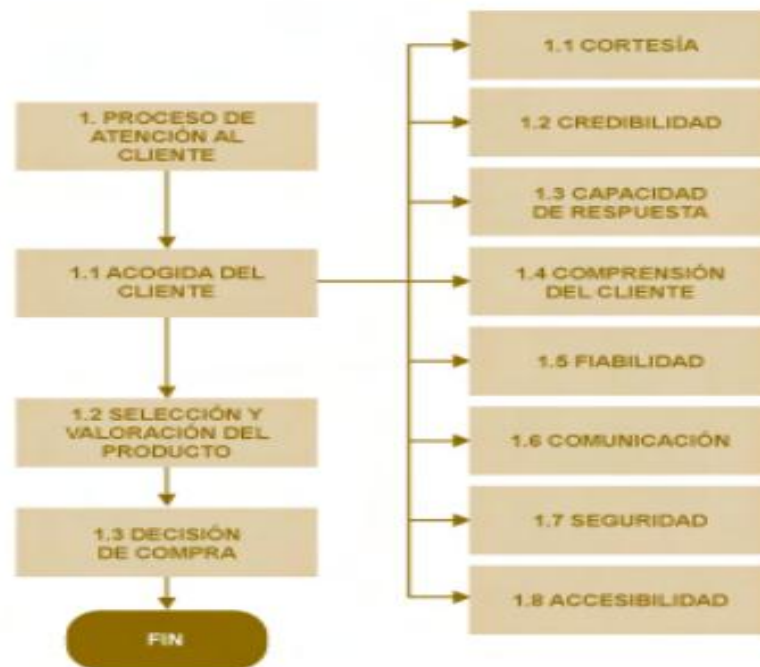 1. PROCESO DE
ATENCIÓN AL
CLIENTE
1.1 ACOGIDA DEL
CLIENTE
1.2 SELECCIÓN Y
VALORACIÓN DEL
PRODUCTO
1.3 DECISIÓN
DE COMPRA
FIN
1.1 CORTESÍA
1.2 CREDIBILIDAD
1.3 CAPACIDAD
DE RESPUESTA
1.4 COMPRENSIÓN
DEL CLIENTE
1.5 FIABILIDAD
1.6 COMUNICACIÓN
1.7 SEGURIDAD
1.8 ACCESIBILIDAD